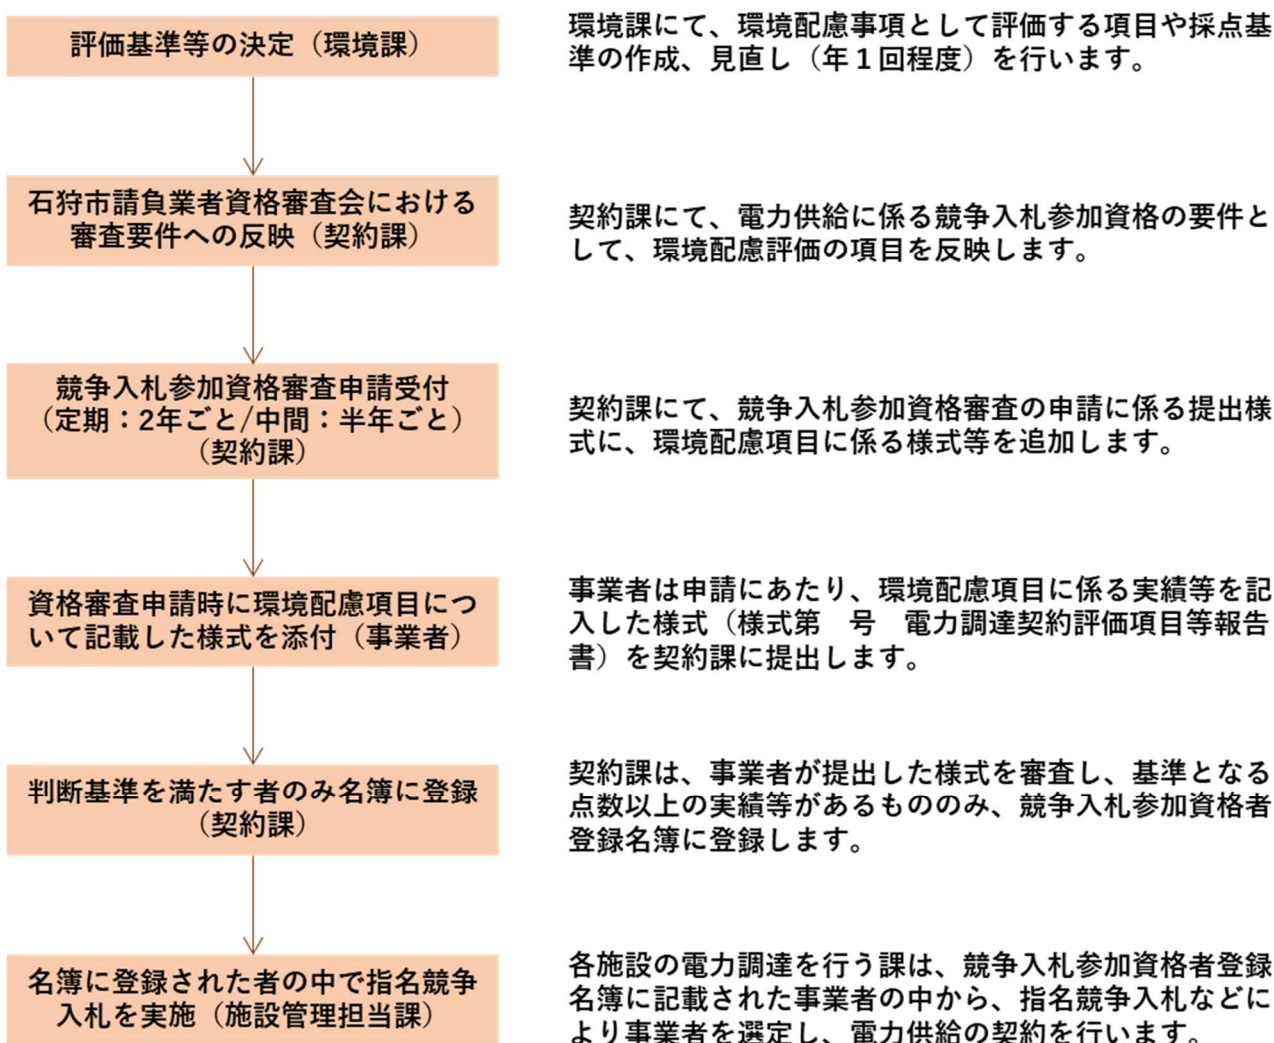 評価基準等の決定（環境課）
環境課にて、環境配慮事項として評価する項目や採点基
準の作成、見直し（年１回程度）を行います。
石狩市請負業者資格審査会における
審査要件への反映（契約課）
契約課にて、電力供給に係る競争入札参加資格の要件と
して、環境配慮評価の項目を反映します。
競争入札参加資格審査申請受付
（定期：2年ごと/中間：半年ごと）
（契約課）
契約課にて、競争入札参加資格審査の申請に係る提出様
式に、環境配慮項目に係る様式等を追加します。
資格審査申請時に環境配慮項目につ
いて記載した様式を添付（事業者）
事業者は申請にあたり、環境配慮項目に係る実績等を記
入した様式（様式第　号　電力調達契約評価項目等報告
書）を契約課に提出します。
判断基準を満たす者のみ名簿に登録
（契約課）
契約課は、事業者が提出した様式を審査し、基準となる
点数以上の実績等があるもののみ、競争入札参加資格者
登録名簿に登録します。
名簿に登録された者の中で指名競争
入札を実施（施設管理担当課）
各施設の電力調達を行う課は、競争入札参加資格者登録
名簿に記載された事業者の中から、指名競争入札などに
より事業者を選定し、電力供給の契約を行います。